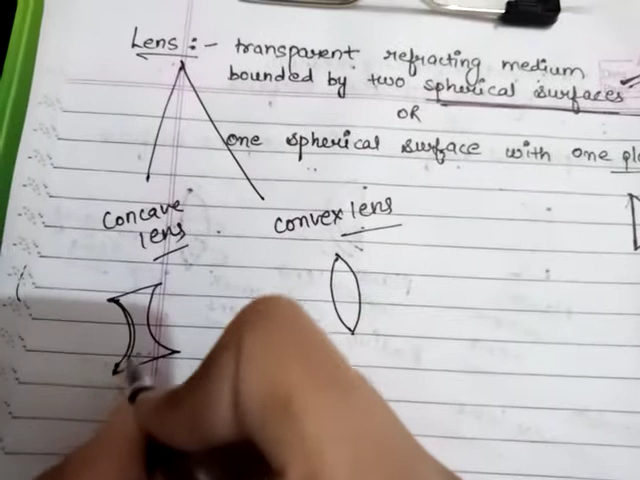 Lens :- transparent refracting medium
bounded by two spherical surfaces
OR
one spherical surface with one
concave
lens
convex lens